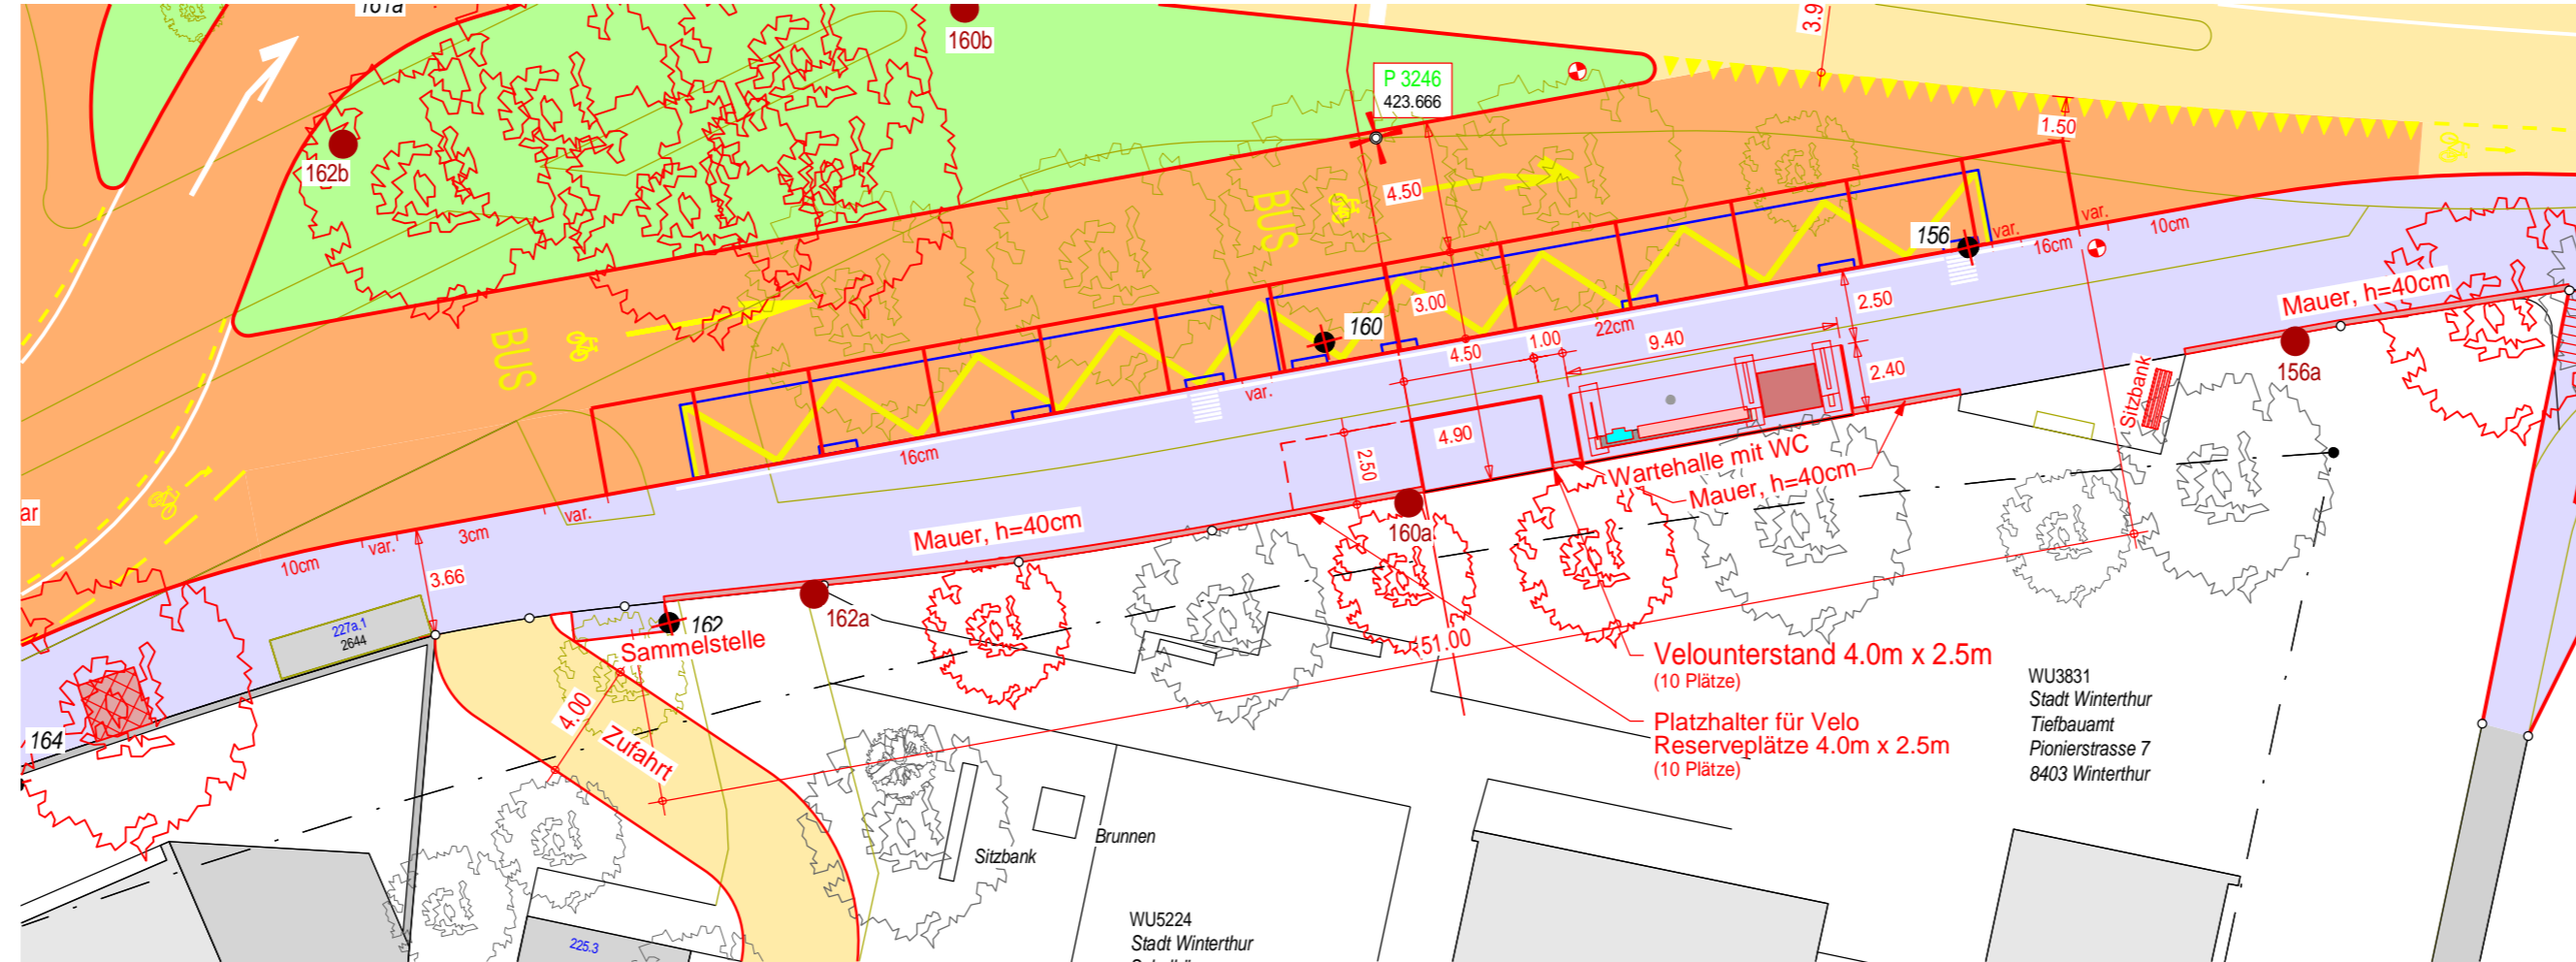 160b
3.9
P 3246
423.666
1.50
162b
4.50
BUS
156
var.
var.
16cm
10cm
Mauer, h=40cm
2.50
3.00
160
22cm
4.50
1.00
9.40
2.40
BUS
156a
Sitzbank
var.
16cm
4.90
2.50
Wartehalle mit WC
Mauer, h=40cm
ar
var.
Mauer, h=40cm
160a
3cm
var.
10cm
3.66
162a
162
Sammelstelle
227a.1
2644
51.00
Velounterstand 4.0m x 2.5m
(10 Plätze)
WU3831
Stadt Winterthur
Tiefbauamt
Pionierstrasse 7
8403 Winterthur
Platzhalter für Velo
Reserveplätze 4.0m x 2.5m
(10 Plätze)
4.00
Zufahrt
164
Brunnen
Sitzbank
WU5224
Stadt Winterthur
225.3